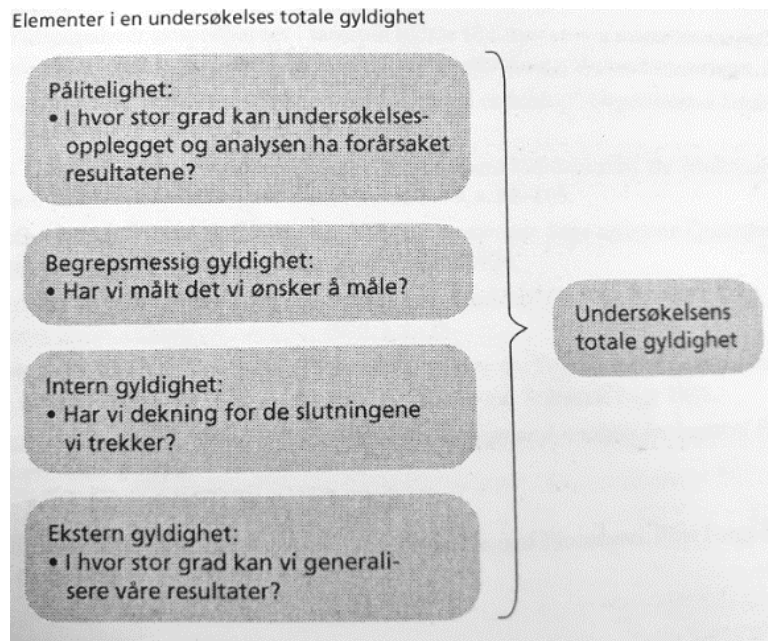 Elementer i en undersøkelses totale gyldighet
Pålitelighet:
• I hvor stor grad kan undersøkelses-
opplegget og analysen ha forårsaket
resultatene?
Begrepsmessig gyldighet:
• Har vi målt det vi ønsker å måle?
Intern gyldighet:
• Har vi dekning for de slutningene
vi trekker?
Ekstern gyldighet:
• I hvor stor grad kan vi generali-
sere våre resultater?
Undersøkelsens
totale gyldighet